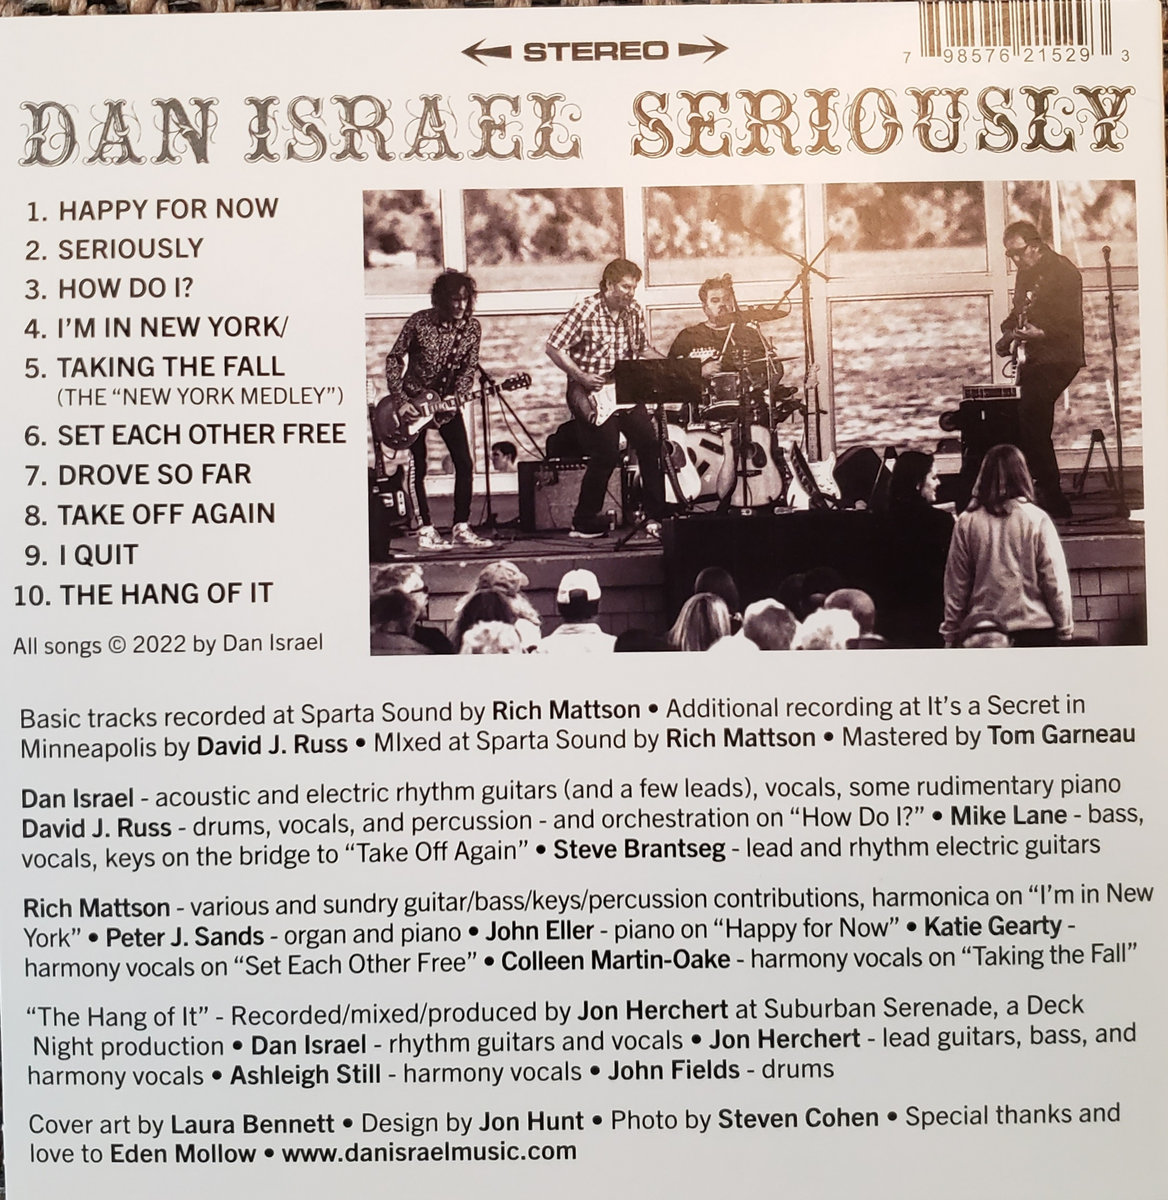 STEREO
7 98576 21529 3
DAN ISRAEL SERIOUSLY
1. HAPPY FOR NOW
2. SERIOUSLY
3. HOW DO I?
4. I'M IN NEW YORK/
5. TAKING THE FALL
(THE “NEW YORK MEDLEY”)
6. SET EACH OTHER FREE
7. DROVE SO FAR
8. TAKE OFF AGAIN
9. I QUIT
10. THE HANG OF IT
All songs © 2022 by Dan Israel
Basic tracks recorded at Sparta Sound by Rich Mattson • Additional recording at It's a Secret in
Minneapolis by David J. Russ • MIxed at Sparta Sound by Rich Mattson • Mastered by Tom Garneau
Dan Israel - acoustic and electric rhythm guitars (and a few leads), vocals, some rudimentary piano
David J. Russ - drums, vocals, and percussion - and orchestration on “How Do I?” • Mike Lane - bass,
vocals, keys on the bridge to “Take Off Again” • Steve Brantseg - lead and rhythm electric guitars
Rich Mattson - various and sundry guitar/bass/keys/percussion contributions, harmonica on “I'm in New
York” • Peter J. Sands - organ and piano • John Eller - piano on “Happy for Now” • Katie Gearty -
harmony vocals on “Set Each Other Free” • Colleen Martin-Oake - harmony vocals on “Taking the Fall”
“The Hang of It” - Recorded/mixed/produced by Jon Herchert at Suburban Serenade, a Deck
Night production • Dan Israel - rhythm guitars and vocals • Jon Herchert - lead guitars, bass, and
harmony vocals • Ashleigh Still - harmony vocals • John Fields - drums
Cover art by Laura Bennett • Design by Jon Hunt • Photo by Steven Cohen • Special thanks and
love to Eden Mollow • www.danisraelmusic.com